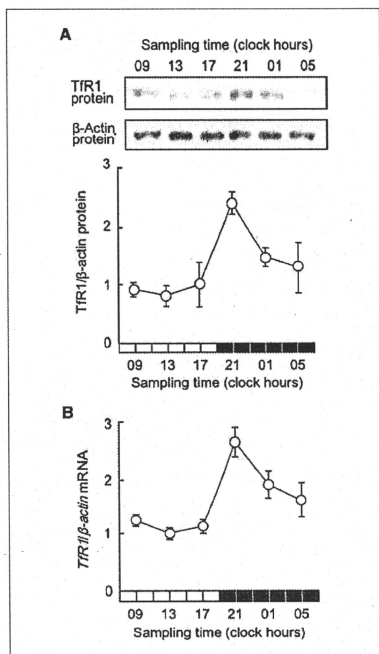 A
Sampling time (clock hours)
09 13 17 21 01 05
TfR1
protein
β-Actin
protein
3
2
1
0
TfR1/β-actin protein
09 13 17 21 01 05
Sampling time (clock hours)
B
3
2
1
0
TfR1/β-actin mRNA
09 13 17 21 01 05
Sampling time (clock hours)